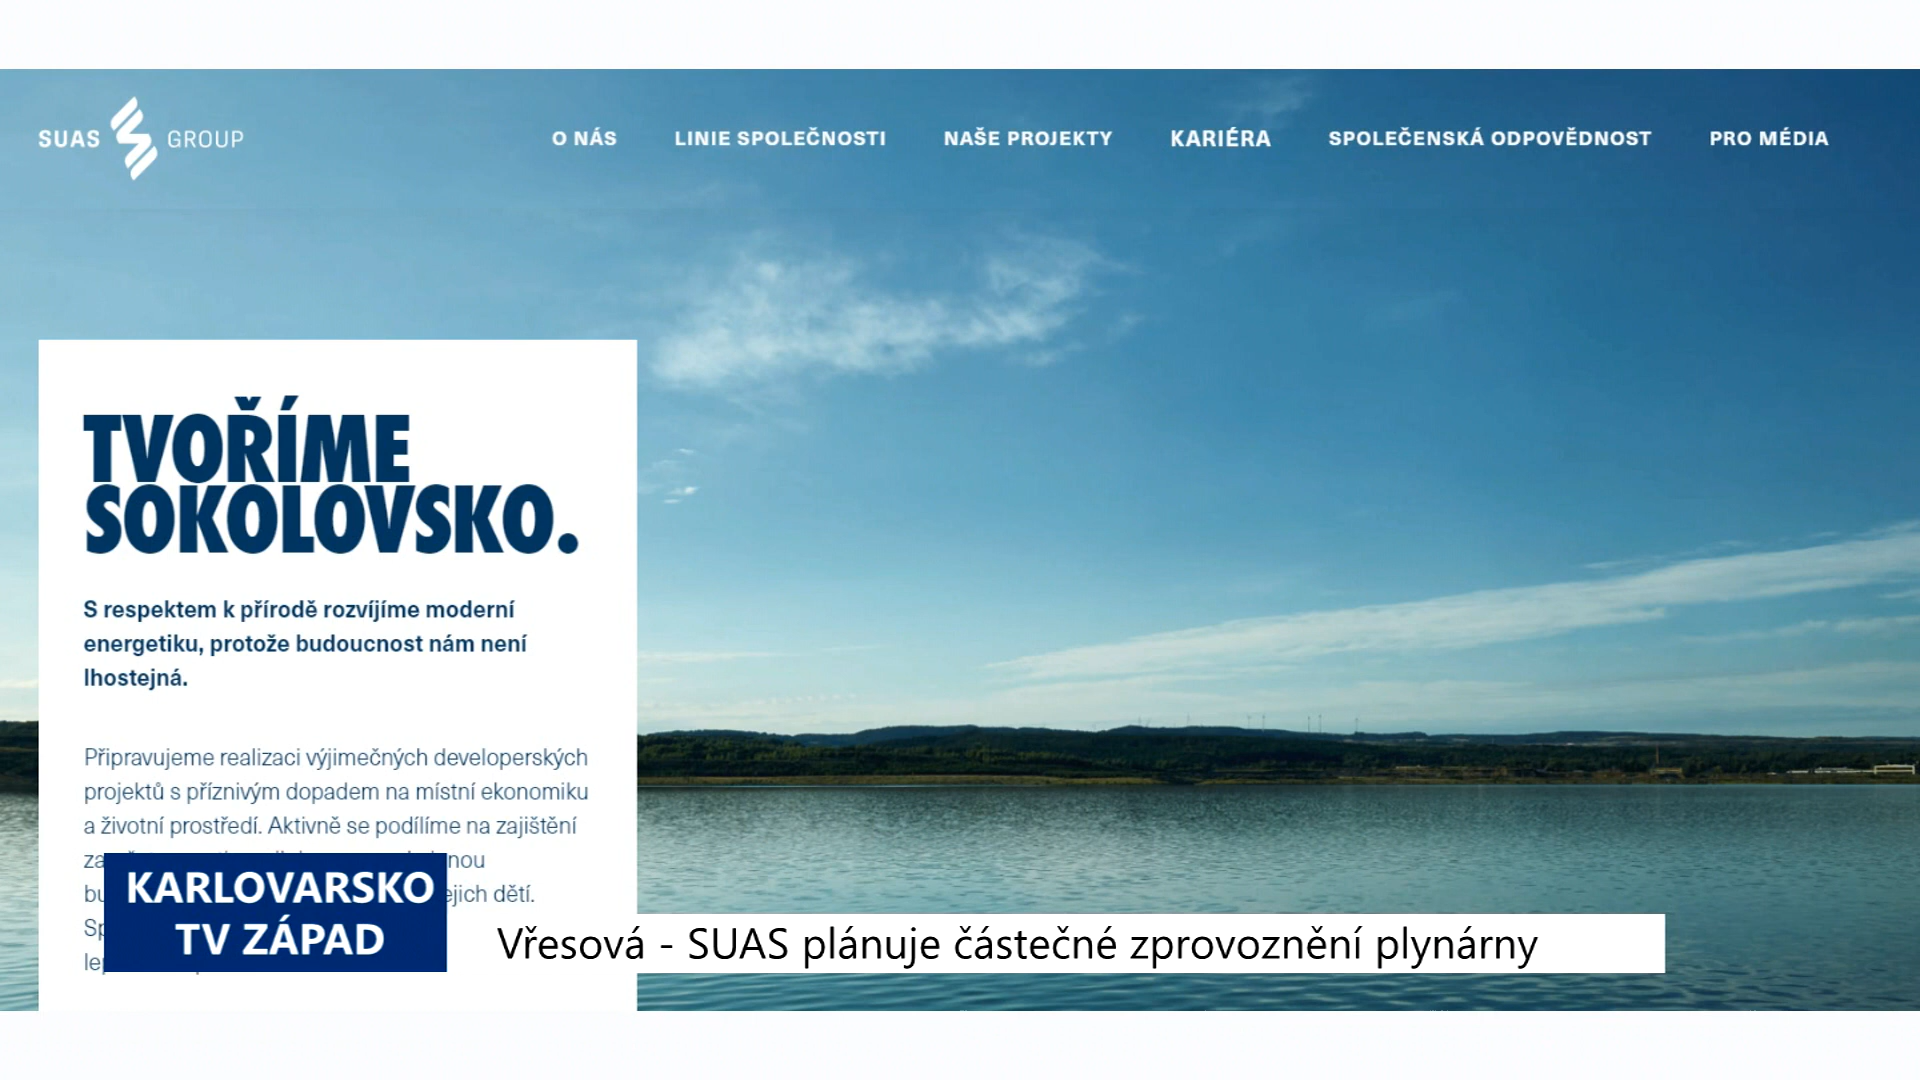 SUAS GROUP
O NÁS LINIE SPOLEČNOSTI NAŠE PROJEKTY KARIÉRA SPOLEČENSKÁ ODPOVĚDNOST PRO MÉDIA
TVOŘÍME
SOKOLOVSKO.
S respektem k přírodě rozvíjíme moderní
energetiku, protože budoucnost nám není
lhostejná.
Připravujeme realizaci výjimečných developerských
projektů s příznivým dopadem na místní ekonomiku
a životní prostředí. Aktivně se podílíme na zajištění
dětí.
KARLOVARSKO
TV ZÁPAD
Vřesová - SUAS plánuje částečné zprovoznění plynárny